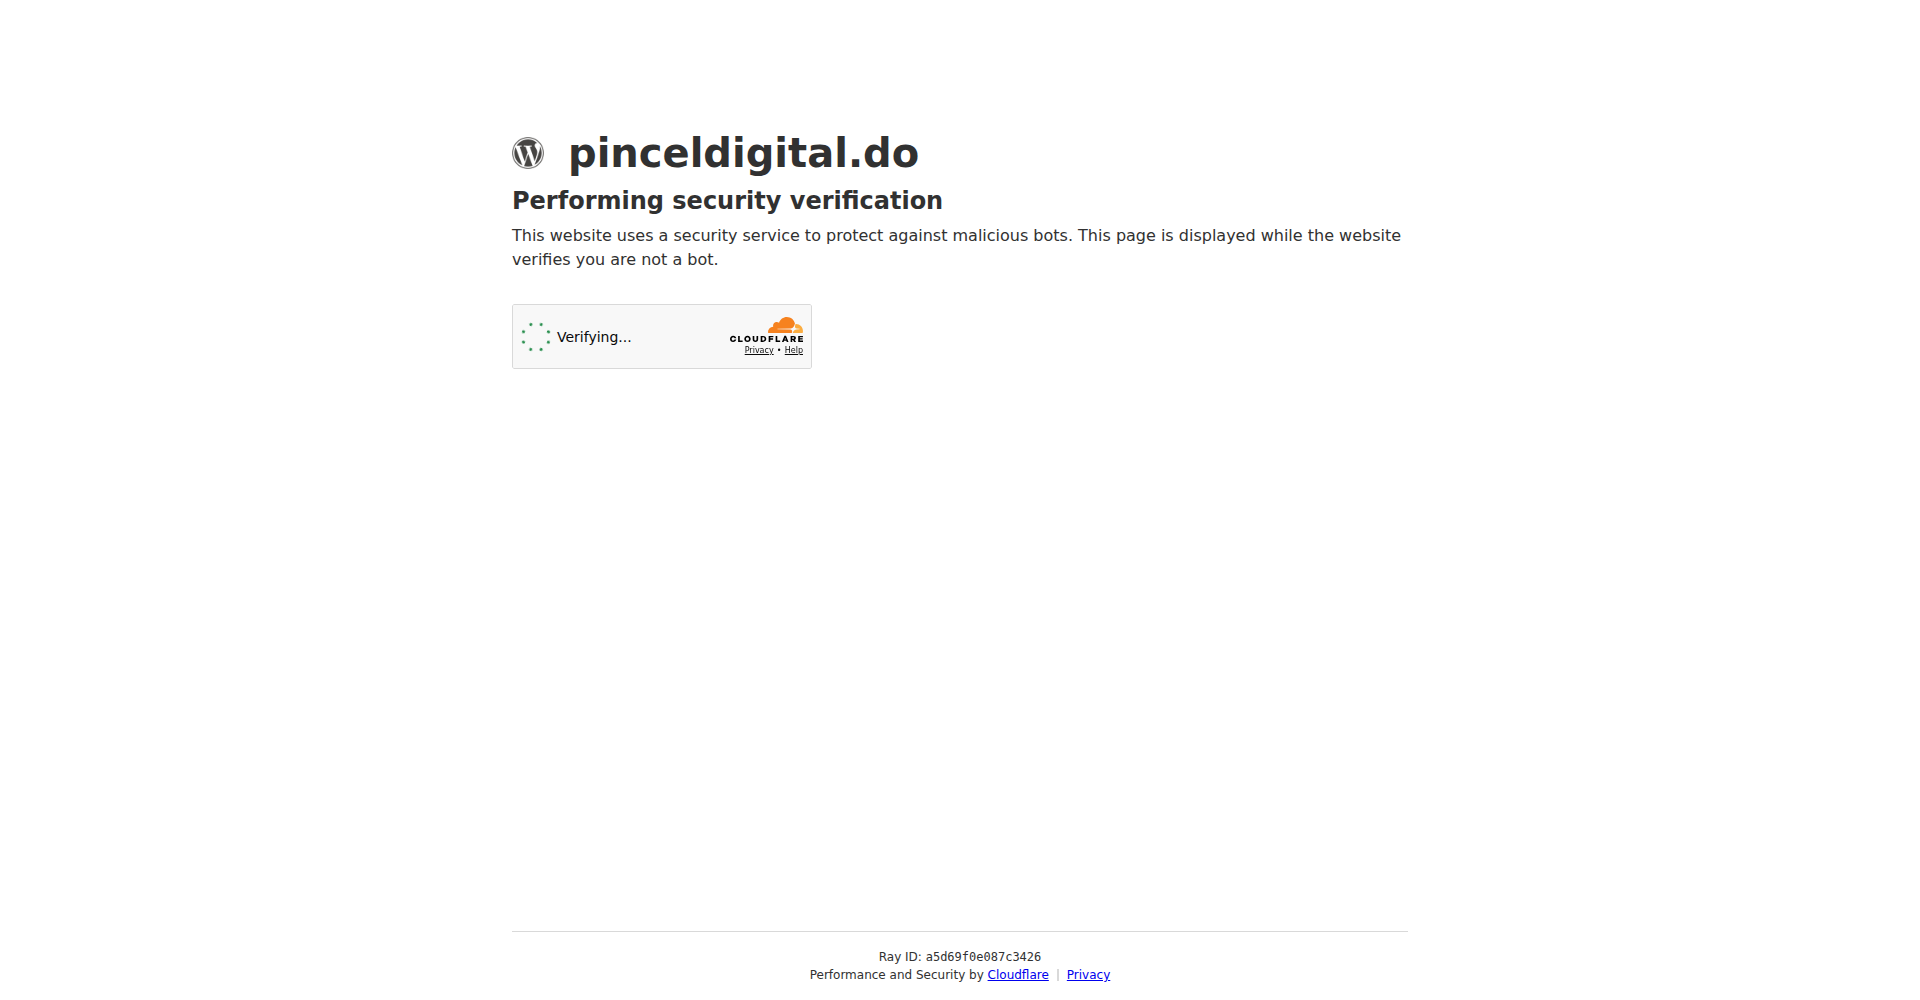 pinceldigital.do
Performing security verification
This website uses a security service to protect against malicious bots. This page is displayed while the website
verifies you are not a bot.
Verifying...
CLOUDFLARE
Privacy • Help
Ray ID: a5d69f0e087c3426
Performance and Security by Cloudflare | Privacy